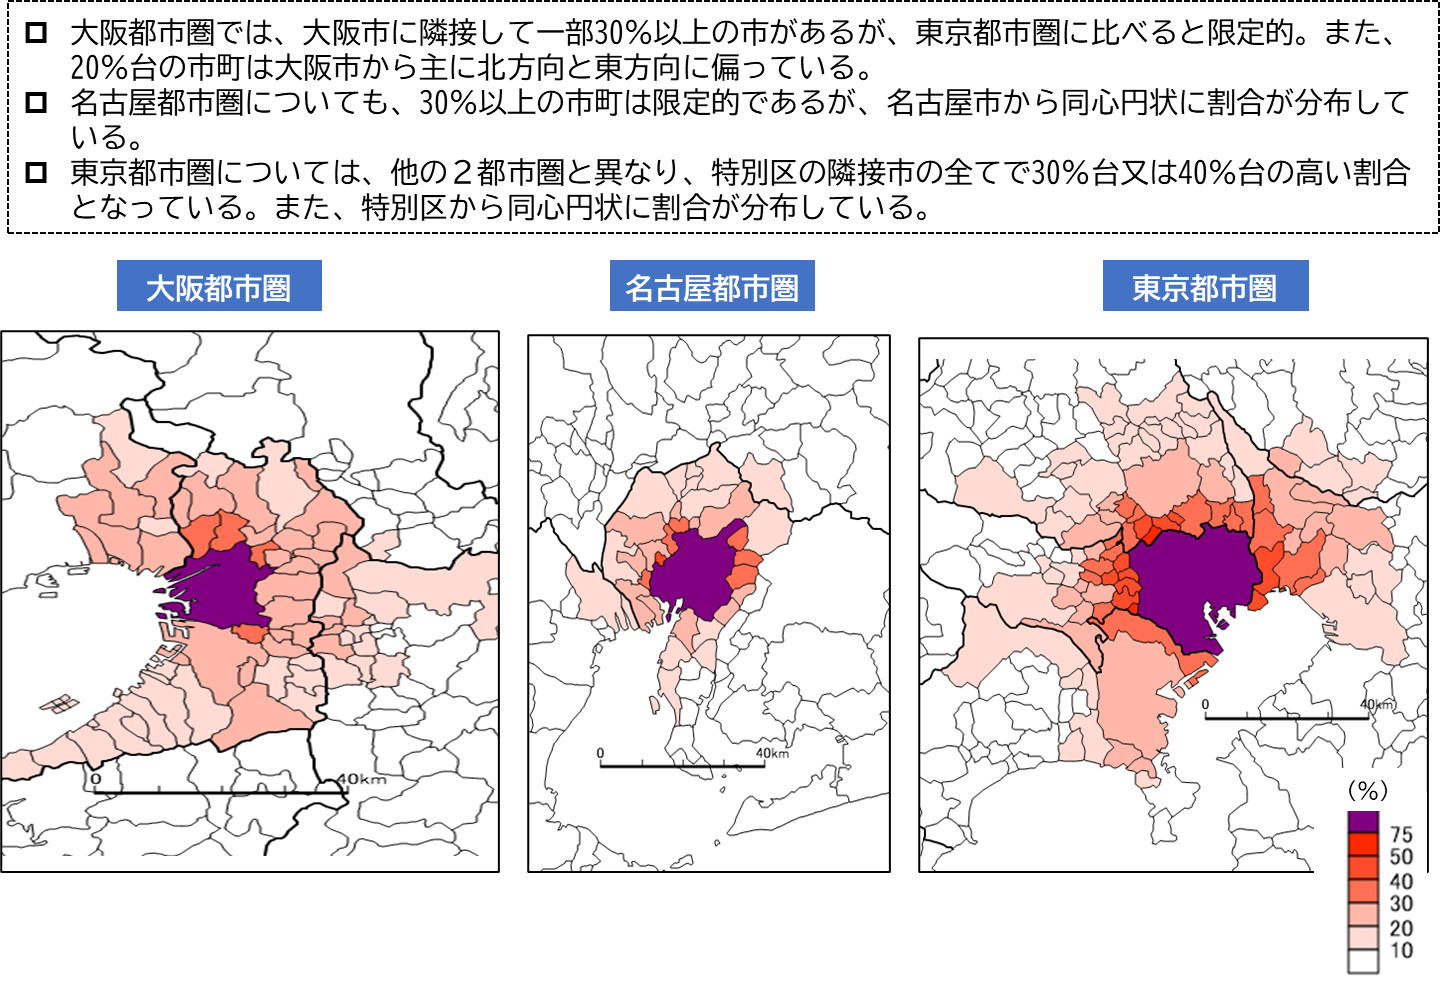 大阪都市圏では、大阪市に隣接して一部30%以上の市があるが、東京都市圏に比べると限定的。また、
20%台の市町は大阪市から主に北方向と東方向に偏っている。
名古屋都市圏についても、30%以上の市町は限定的であるが、名古屋市から同心円状に割合が分布して
いる。
東京都市圏については、他の２都市圏と異なり、特別区の隣接市の全てで30%台又は40%台の高い割合
となっている。また、特別区から同心円状に割合が分布している。
大阪都市圏
名古屋都市圏
東京都市圏
0 40km
0 40km
0 40km
(%)
75
50
40
30
20
10